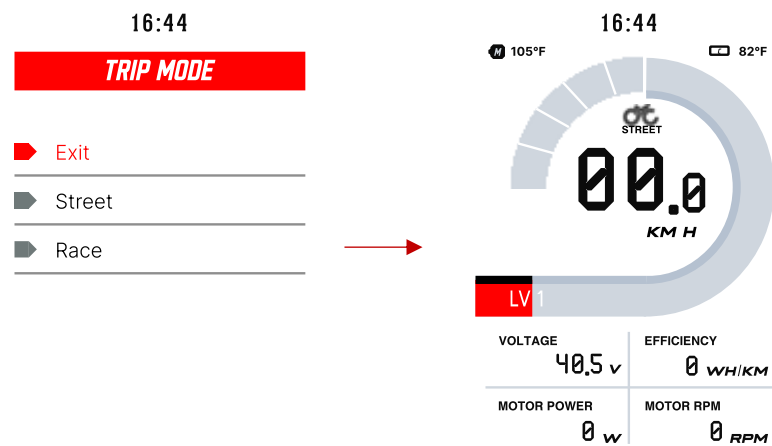 16:44
TRIP MODE
Exit
Street
Race
16:44
M 105°F
C 82°F
STREET
00.0
KM H
LV 1
VOLTAGE
40.5 V
EFFICIENCY
0 WH/KM
MOTOR POWER
0 W
MOTOR RPM
0 RPM